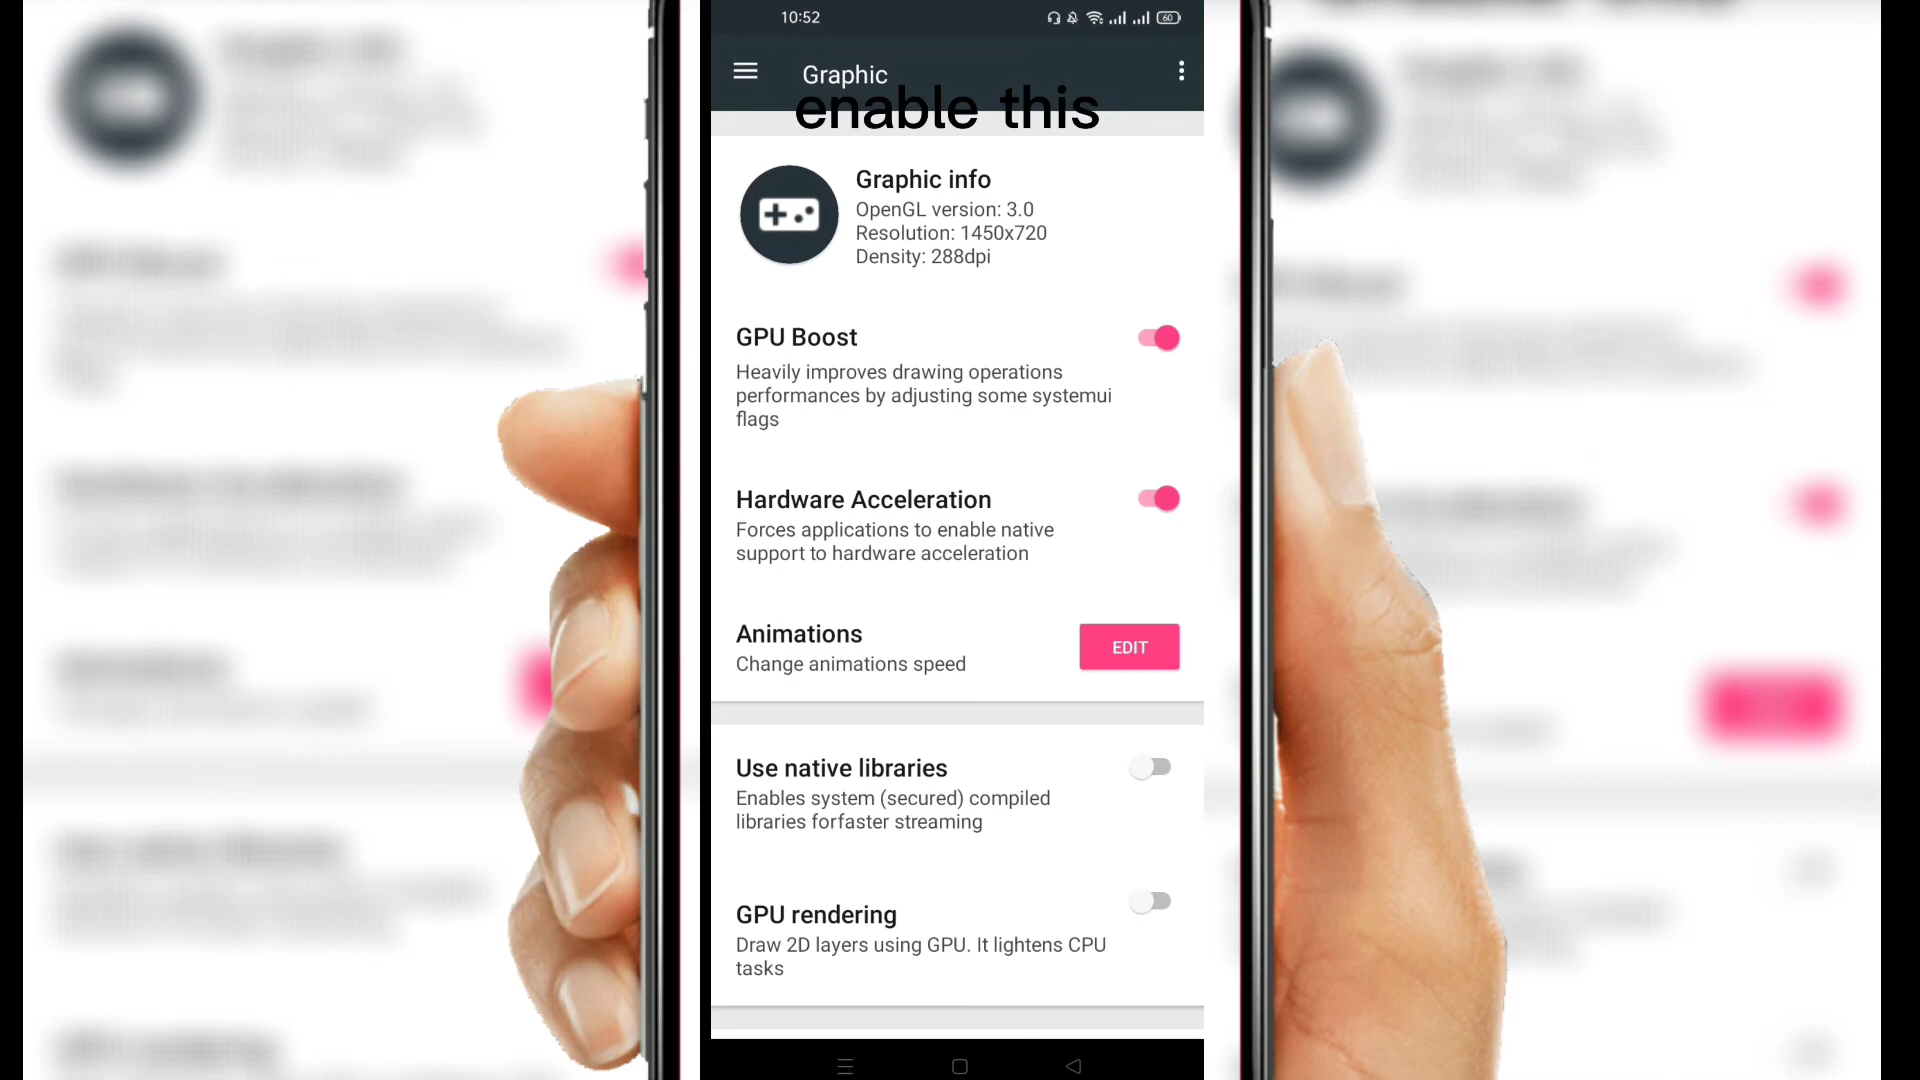 10:52
60
Graphic
enable this
Graphic info
OpenGL version: 3.0
Resolution: 1450x720
Density: 288dpi
GPU Boost
Heavily improves drawing operations
performances by adjusting some systemui
flags
Hardware Acceleration
Forces applications to enable native
support to hardware acceleration
Animations
Change animations speed
EDIT
Use native libraries
Enables system (secured) compiled
libraries forfaster streaming
GPU rendering
Draw 2D layers using GPU. It lightens CPU
tasks